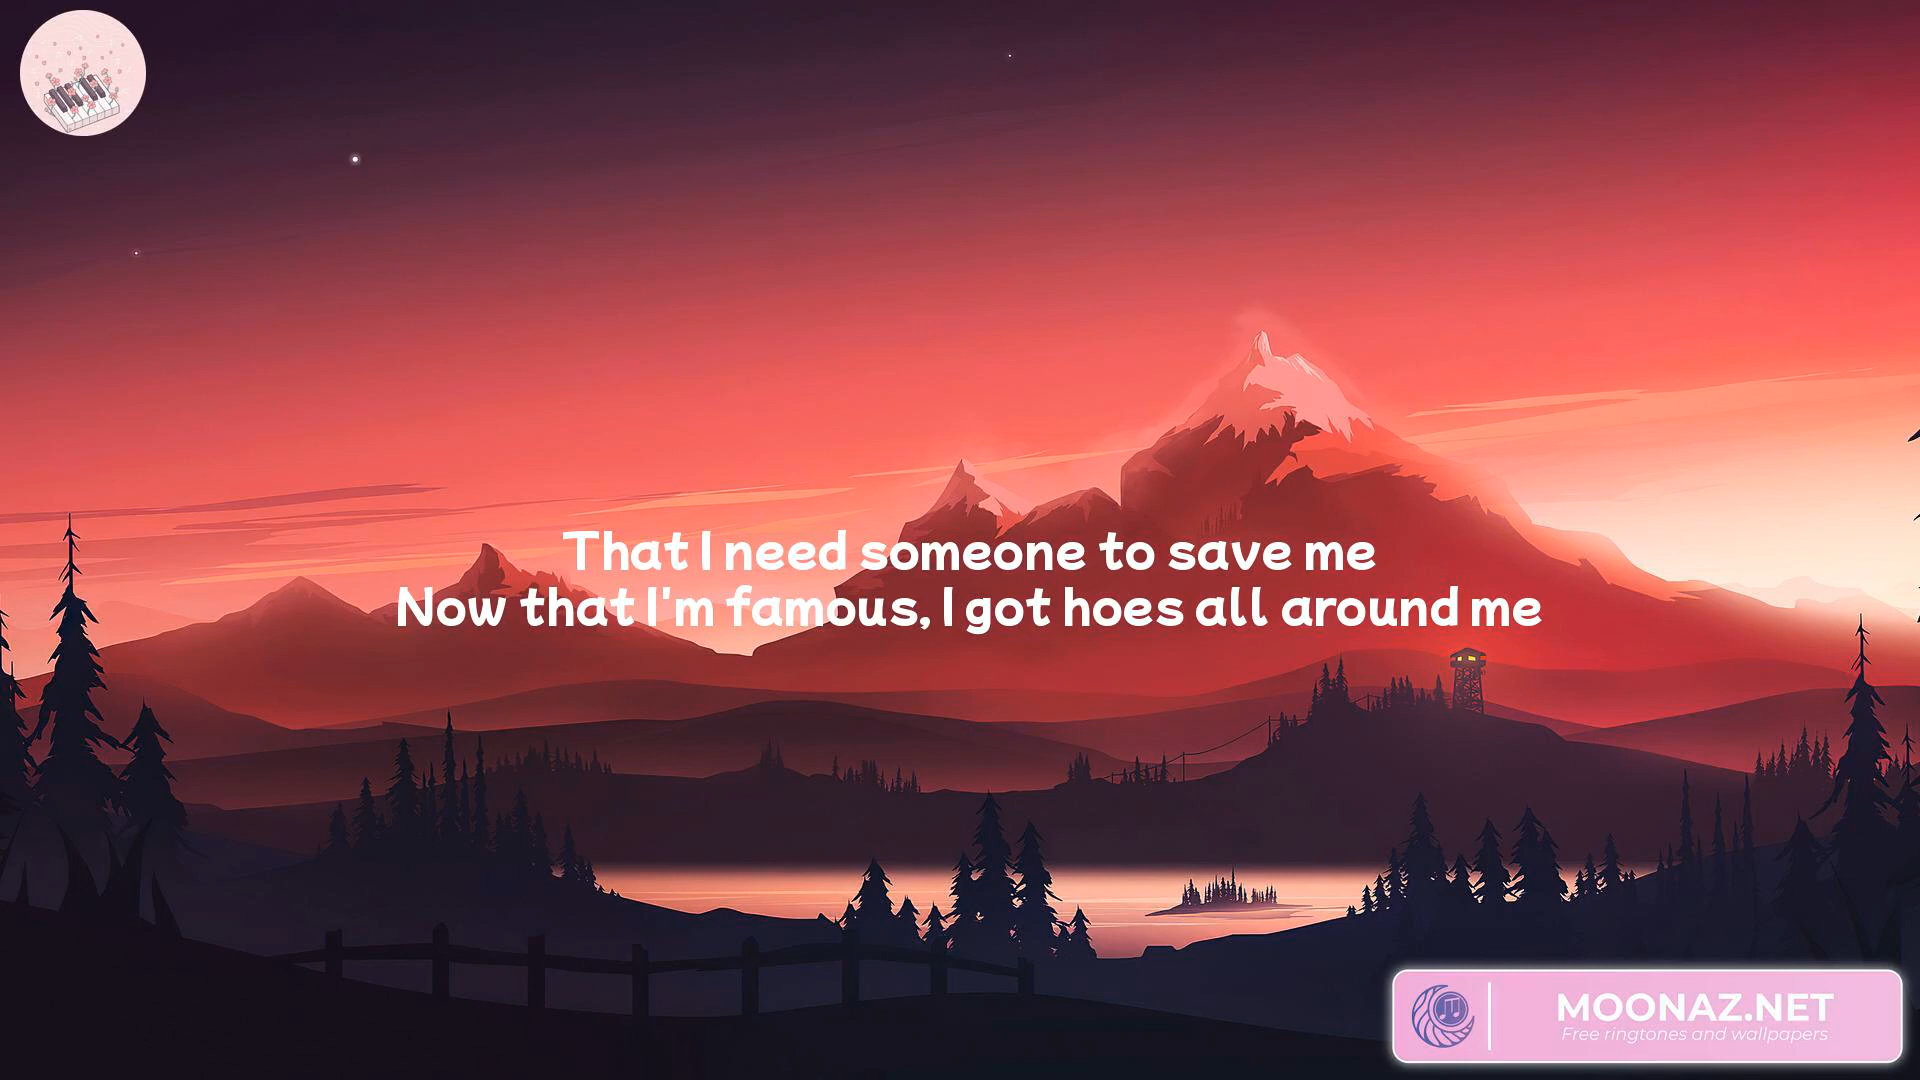 That I need someone to save me
Now that I'm famous, I got hoes all around me
MOONAZ.NET
Free ringtones and wallpapers